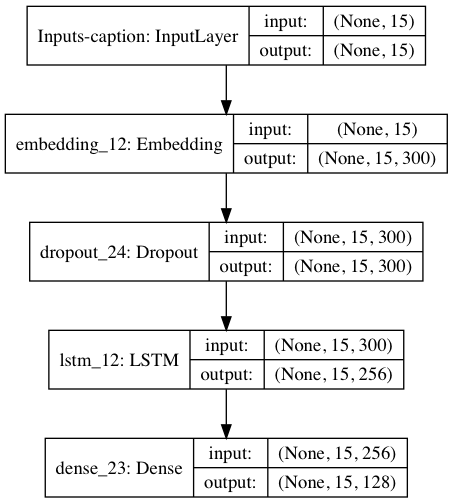 Inputs-caption: InputLayer
input: (None, 15)
output: (None, 15)
embedding_12: Embedding
input: (None, 15)
output: (None, 15, 300)
dropout_24: Dropout
input: (None, 15, 300)
output: (None, 15, 300)
lstm_12: LSTM
input: (None, 15, 300)
output: (None, 15, 256)
dense_23: Dense
input: (None, 15, 256)
output: (None, 15, 128)